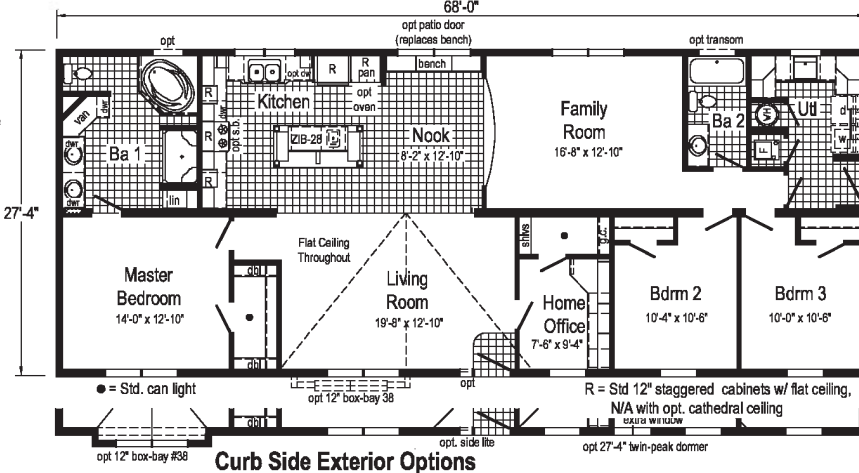 68'-0"
opt patio door
(replaces bench)
opt
opt transom
bench
opt dw
R
R
pan
Kitchen
opt
oven
R
dwr
R
opt s.b.
R
ZIB-28
Nook
8'-2" x 12'-10"
Family
Room
16'-8" x 12'-10"
Ba 2
WH
Utl
d
w
F
van
dwr
dwr
dwr
Ba 1
lin
27'-4"
Flat Ceiling
Throughout
shlvs
g.c.
Master
Bedroom
14'-0" x 12'-10"
dbl
dbl
Living
Room
19'-8" x 12'-10"
Home
Office
7'-6" x 9'-4"
Bdrm 2
10'-4" x 10'-6"
Bdrm 3
10'-0" x 10'-6"
● = Std. can light
opt 12" box-bay 38
opt
R = Std 12" staggered cabinets w/ flat ceiling,
N/A with opt. cathedral ceiling
extra window
dbl
opt 12" box-bay #38
Curb Side Exterior Options
opt. side lite
opt 27'-4" twin-peak dormer